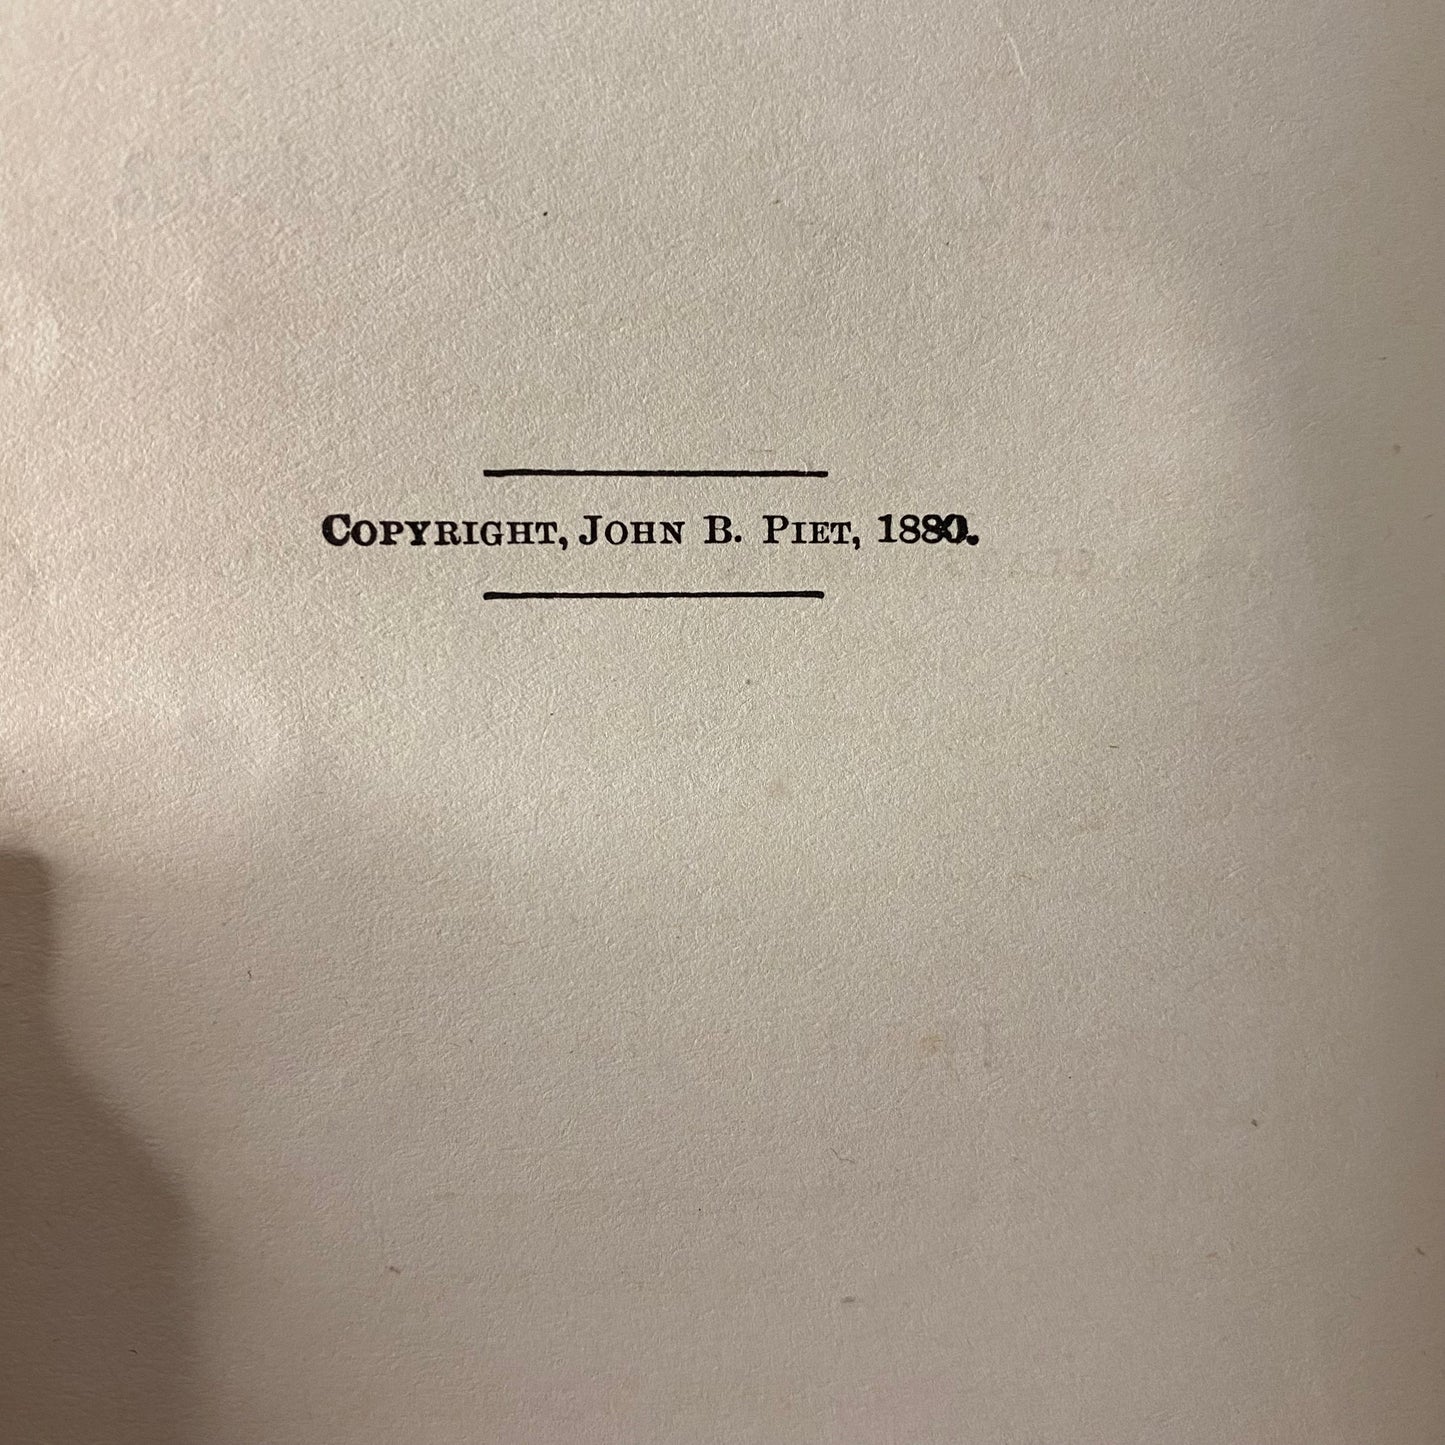 COPYRIGHT, JOHN B. PIET, 1880.